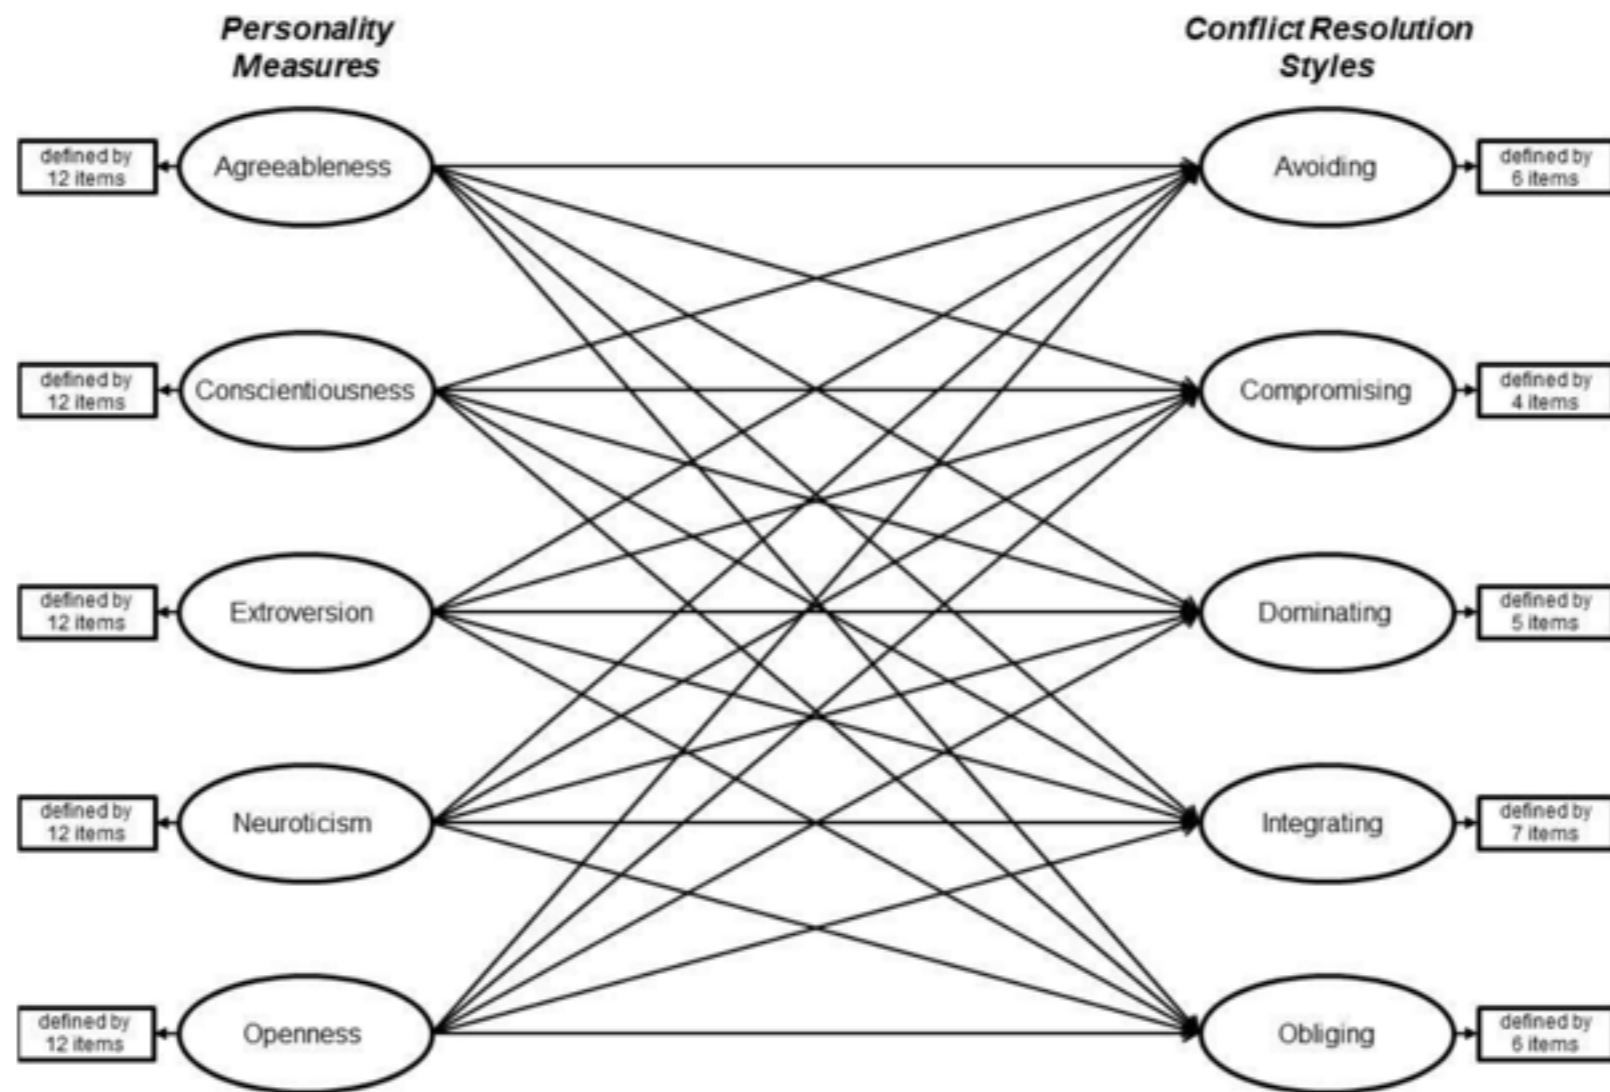 Personality
Measures
Conflict Resolution
Styles
defined by
12 items
Agreeableness
Avoiding
defined by
6 items
defined by
12 items
Conscientiousness
Compromising
defined by
4 items
defined by
12 items
Extroversion
Dominating
defined by
5 items
defined by
12 items
Neuroticism
Integrating
defined by
7 items
defined by
12 items
Openness
Obliging
defined by
6 items